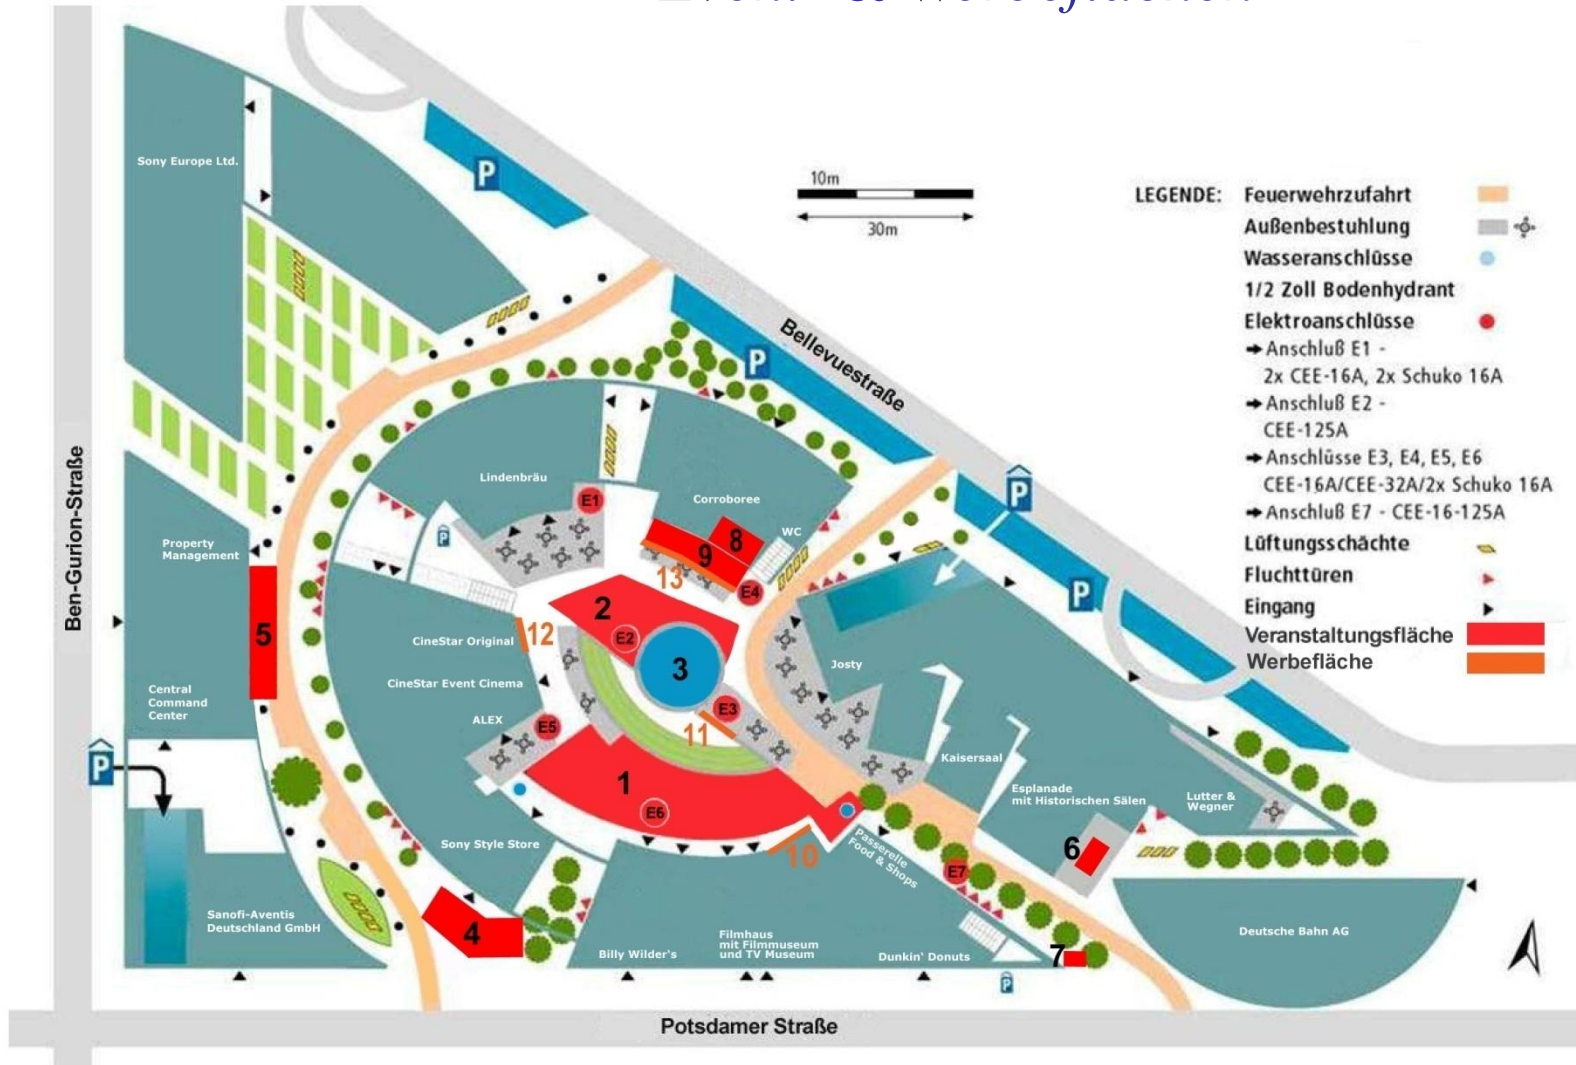 10m
30m
LEGENDE:
Feuerwehrzufahrt
Außenbestuhlung
Wasseranschlüsse
1/2 Zoll Bodenhydrant
Elektroanschlüsse
Anschluß E1 -
2x CEE-16A, 2x Schuko 16A
Anschluß E2 -
CEE-125A
Anschlüsse E3, E4, E5, E6
CEE-16A/CEE-32A/2x Schuko 16A
Anschluß E7 - CEE-16-125A
Lüftungsschächte
Fluchttüren
Eingang
Veranstaltungsfläche
Werbefläche
Sony Europe Ltd.
P
P
P
P
P
P
P
P
Bellevuestraße
Ben-Gurion-Straße
Potsdamer Straße
Lindenbräu
E1
Corroboree
WC
8
9
13
E4
Property
Management
5
2
E2
3
12
CineStar Original
CineStar Event Cinema
ALEX
E5
E3
11
Josty
Central
Command
Center
1
E6
Kaisersaal
Esplanade
mit Historischen Sälen
Lutter &
Wegner
6
Sony Style Store
10
Passerelle
Food & Shops
E7
Sanofi-Aventis
Deutschland GmbH
4
Billy Wilder's
Filmhaus
mit Filmmuseum
und TV Museum
Dunkin' Donuts
7
Deutsche Bahn AG